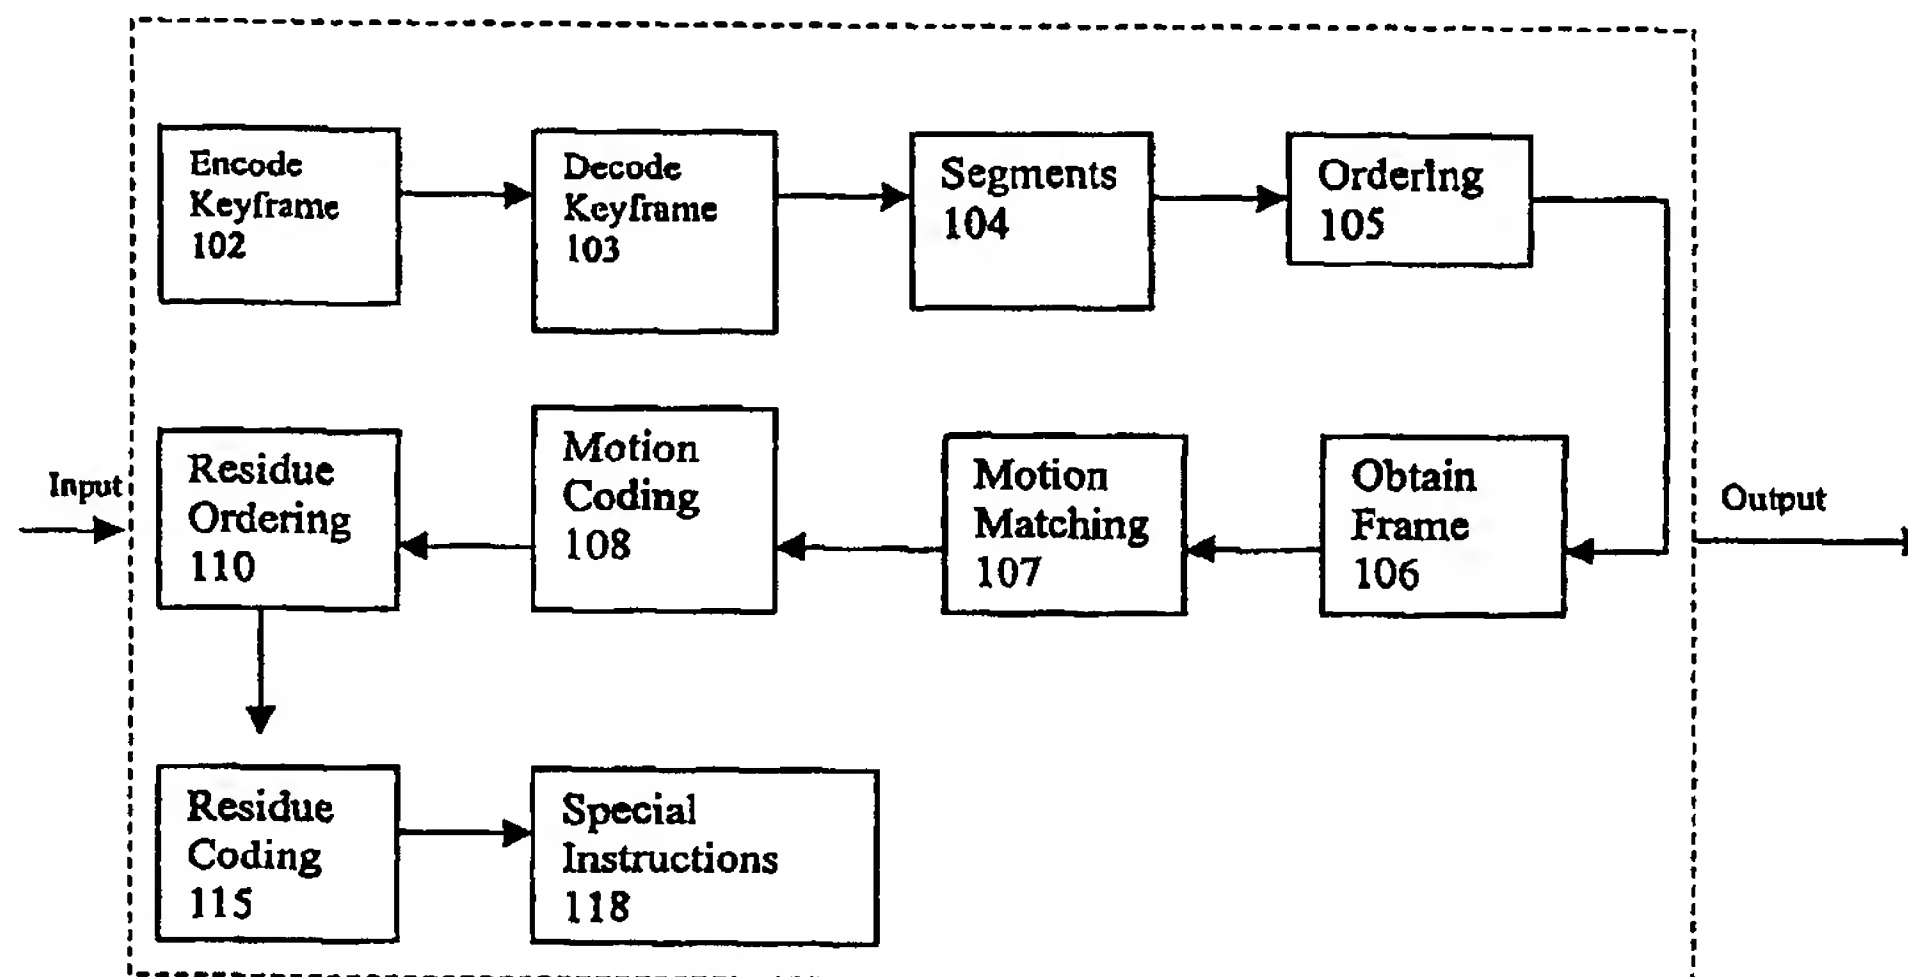 Encode
Keyframe
102
Decode
Keyframe
103
Segments
104
Ordering
105
Input
Residue
Ordering
110
Motion
Coding
108
Motion
Matching
107
Obtain
Frame
106
Output
Residue
Coding
115
Special
Instructions
118